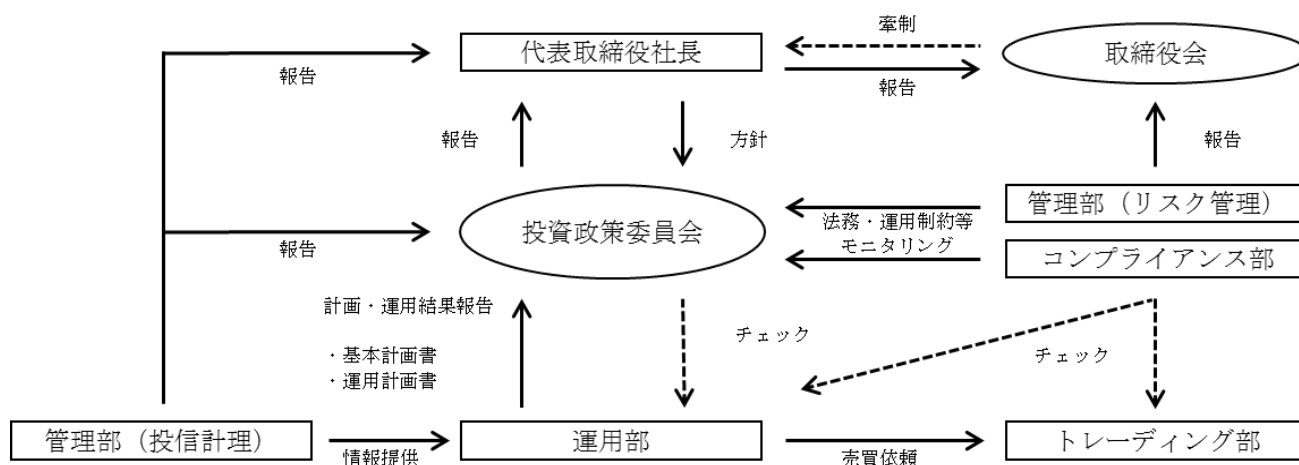 牽制
代表取締役社長
取締役会
報告
報告
報告
方針
報告
管理部（リスク管理）
投資政策委員会
法務・運用制約等
モニタリング
報告
コンプライアンス部
計画・運用結果報告
チェック
チェック
・基本計画書
・運用計画書
管理部（投信計理）
運用部
トレーディング部
情報提供
売買依頼